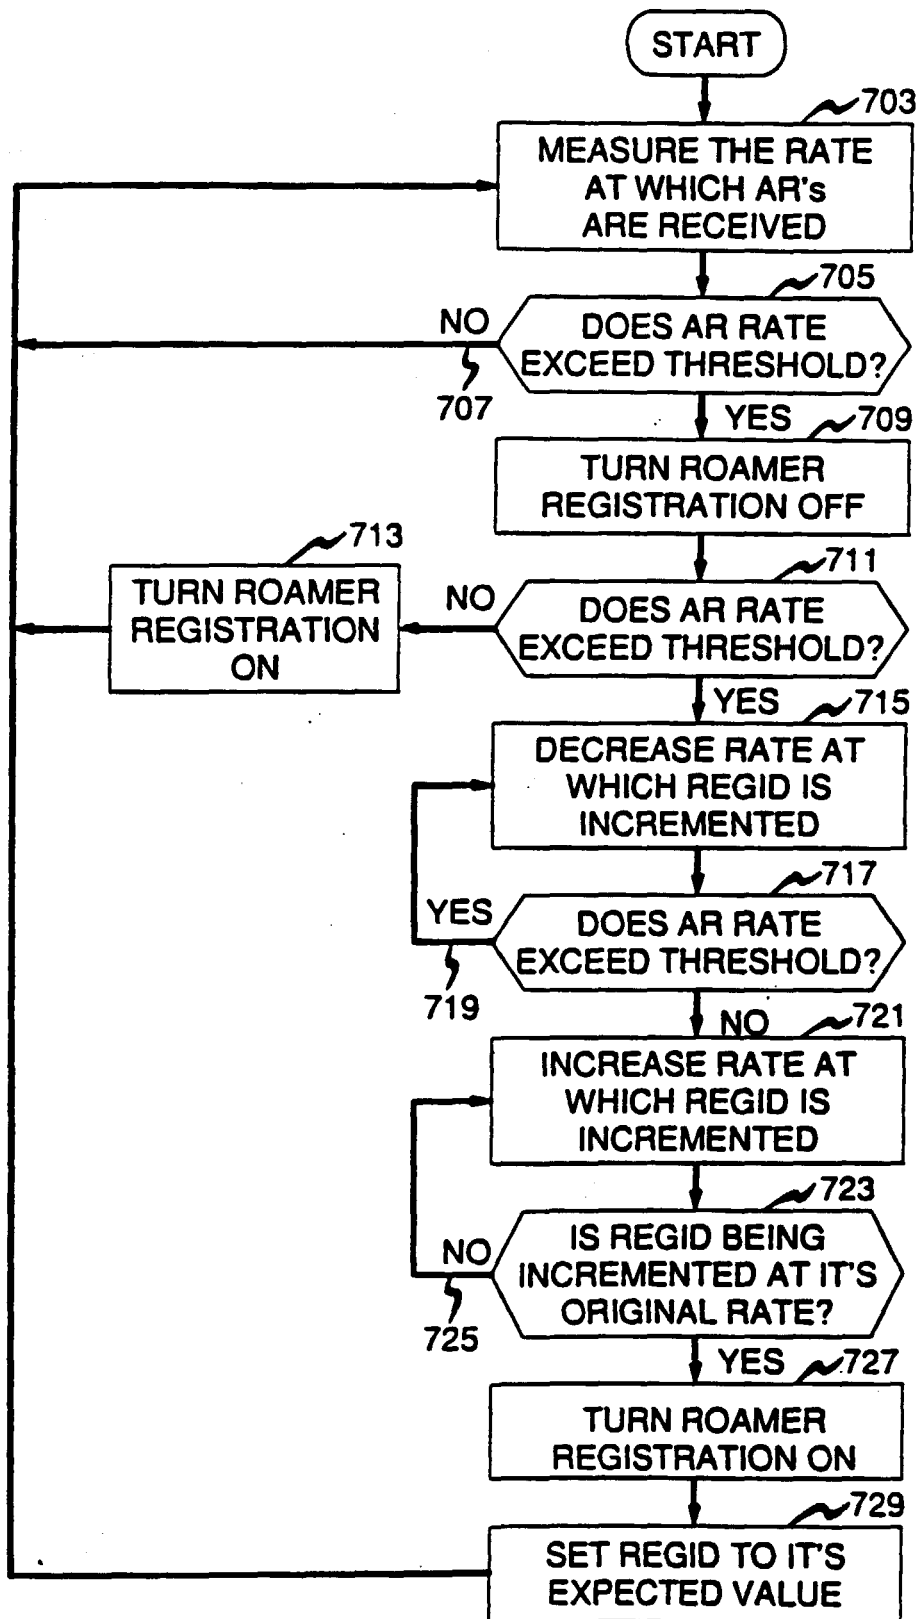 START
703
MEASURE THE RATE
AT WHICH AR's
ARE RECEIVED
705
NO
DOES AR RATE
EXCEED THRESHOLD?
707
YES
709
TURN ROAMER
REGISTRATION OFF
713
711
TURN ROAMER
REGISTRATION
ON
NO
DOES AR RATE
EXCEED THRESHOLD?
YES
715
DECREASE RATE AT
WHICH REGID IS
INCREMENTED
717
YES
DOES AR RATE
EXCEED THRESHOLD?
719
NO
721
INCREASE RATE AT
WHICH REGID IS
INCREMENTED
723
NO
IS REGID BEING
INCREMENTED AT IT'S
ORIGINAL RATE?
725
YES
727
TURN ROAMER
REGISTRATION ON
729
SET REGID TO IT'S
EXPECTED VALUE